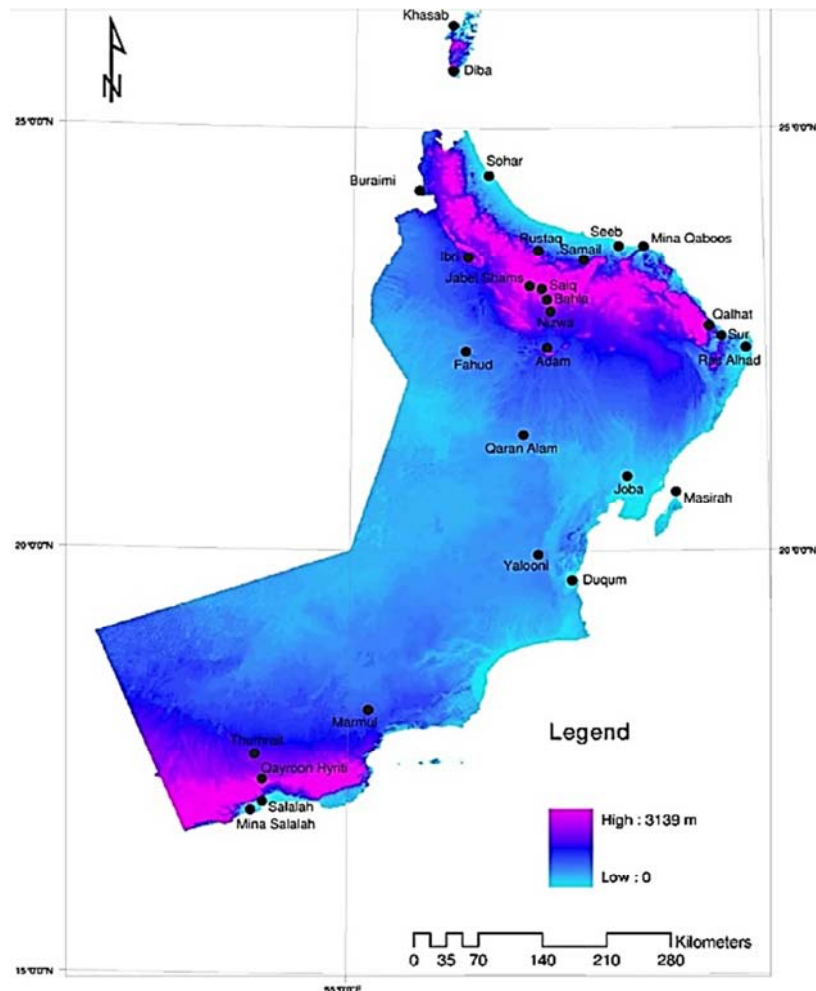 Khasab
N
Diba
25°0'0"N
25°0'0"N
Sohar
Buraimi
Seeb
Mina Qaboos
Rustaq
Samail
Ibri
Jabel Shams
Saiq
Bahla
Nizwa
Qalhat
Sur
Ras Alhad
Fahud
Adam
Qaran Alam
Joba
Masirah
20°0'0"N
20°0'0"N
Yalooni
Duqum
Marmul
Thumrait
Qayroon Hyriti
Salalah
Mina Salalah
Legend
High : 3139 m
Low : 0
Kilometers
0 35 70 140 210 280
15°0'0"N